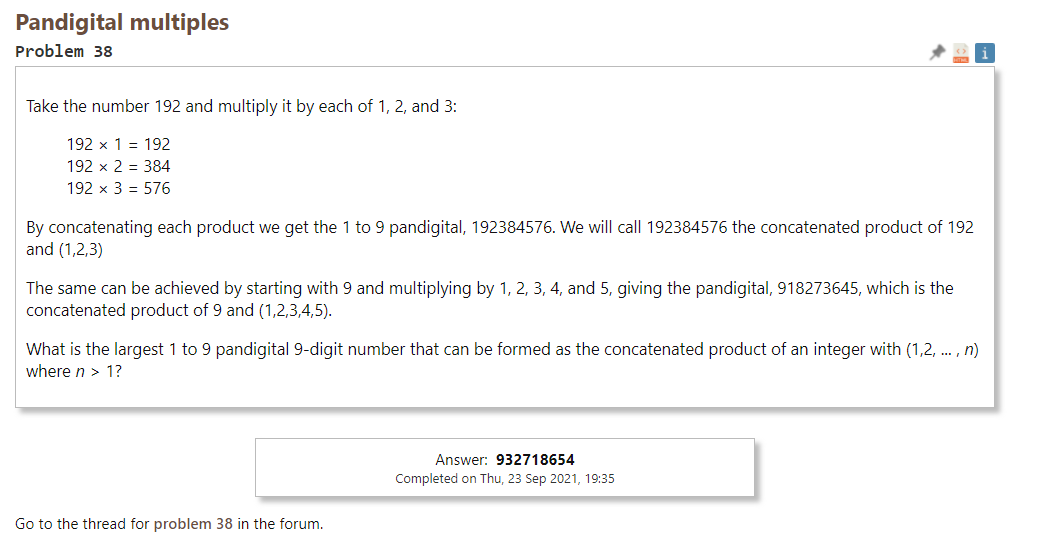 Pandigital multiples
Problem 38
HTML
i
Take the number 192 and multiply it by each of 1, 2, and 3:
192 × 1 = 192
192 × 2 = 384
192 × 3 = 576
By concatenating each product we get the 1 to 9 pandigital, 192384576. We will call 192384576 the concatenated product of 192
and (1,2,3)
The same can be achieved by starting with 9 and multiplying by 1, 2, 3, 4, and 5, giving the pandigital, 918273645, which is the
concatenated product of 9 and (1,2,3,4,5).
What is the largest 1 to 9 pandigital 9-digit number that can be formed as the concatenated product of an integer with (1,2, ... , n)
where n > 1?
Answer: 932718654
Completed on Thu, 23 Sep 2021, 19:35
Go to the thread for problem 38 in the forum.